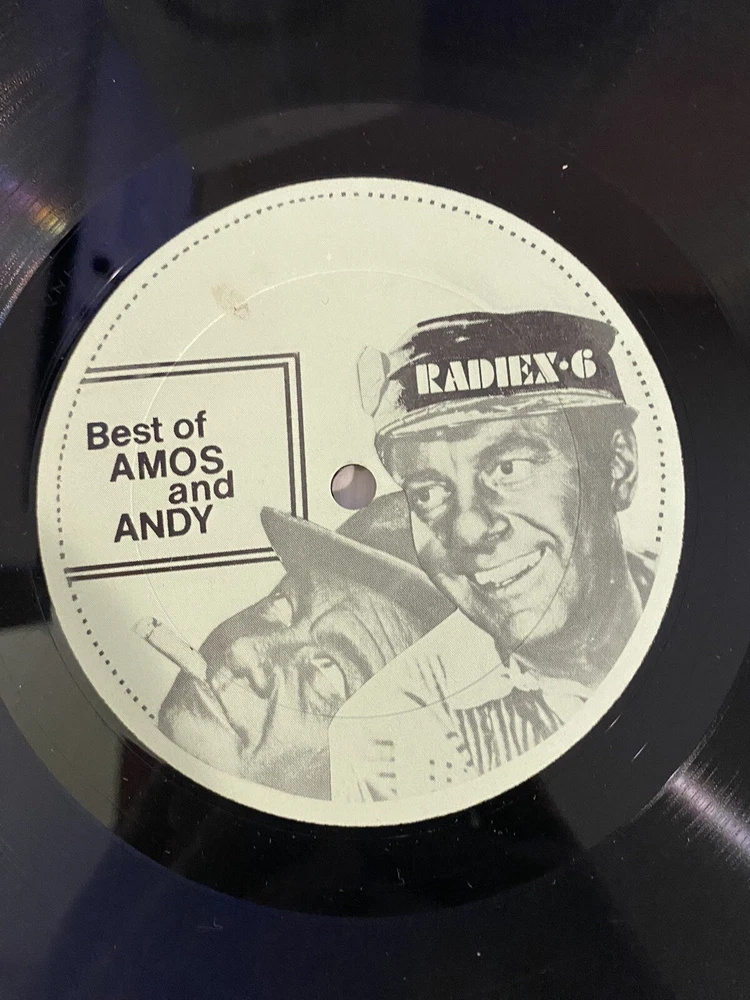 Best of
AMOS
and
ANDY
RADIEX·6